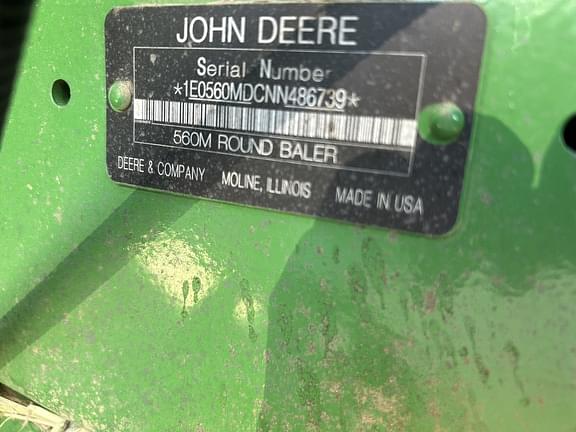 JOHN DEERE
Serial Number
*1E0560MDCNN486739*
560M ROUND BALER
DEERE & COMPANY MOLINE, ILLINOIS MADE IN USA